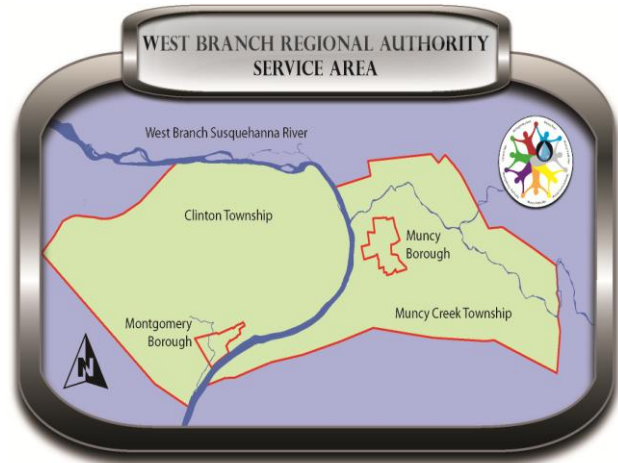 WEST BRANCH REGIONAL AUTHORITY
SERVICE AREA
West Branch Susquehanna River
Clinton Township
Muncy
Borough
Montgomery
Borough
Muncy Creek Township
N